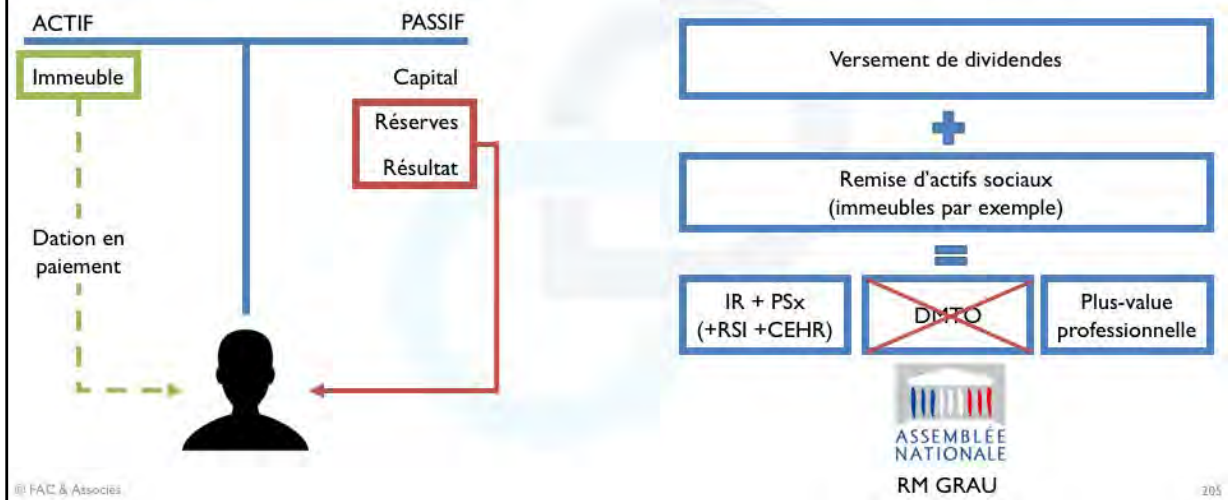 ACTIF
PASSIF
Immeuble
Capital
Réserves
Résultat
Dation en
paiement
Versement de dividendes
Remise d'actifs sociaux
(immeubles par exemple)
IR + PSx
(+RSI +CEHR)
DMTO
Plus-value
professionnelle
ASSEMBLÉE
NATIONALE
RM GRAU
© FAC & Associés
205